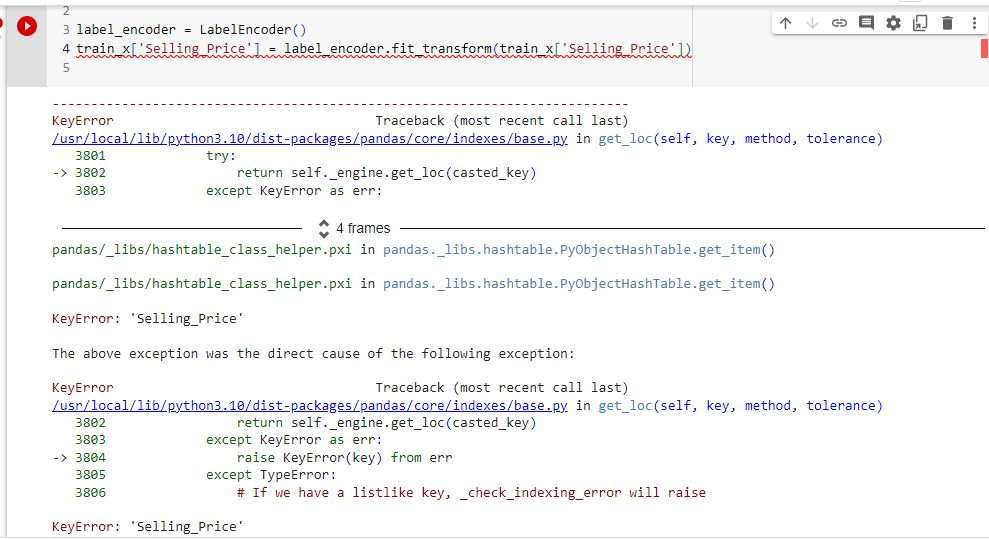 2
3 label_encoder = LabelEncoder()
4 train_x['Selling_Price'] = label_encoder.fit_transform(train_x['Selling_Price'])
5
---------------------------------------------------------------------------
KeyError                                  Traceback (most recent call last)
/usr/local/lib/python3.10/dist-packages/pandas/core/indexes/base.py in get_loc(self, key, method, tolerance)
   3801             try:
-> 3802                 return self._engine.get_loc(casted_key)
   3803             except KeyError as err:
4 frames
pandas/_libs/hashtable_class_helper.pxi in pandas._libs.hashtable.PyObjectHashTable.get_item()
pandas/_libs/hashtable_class_helper.pxi in pandas._libs.hashtable.PyObjectHashTable.get_item()
KeyError: 'Selling_Price'
The above exception was the direct cause of the following exception:
KeyError                                  Traceback (most recent call last)
/usr/local/lib/python3.10/dist-packages/pandas/core/indexes/base.py in get_loc(self, key, method, tolerance)
   3802                 return self._engine.get_loc(casted_key)
   3803             except KeyError as err:
-> 3804                 raise KeyError(key) from err
   3805             except TypeError:
   3806                 # If we have a listlike key, _check_indexing_error will raise
KeyError: 'Selling_Price'